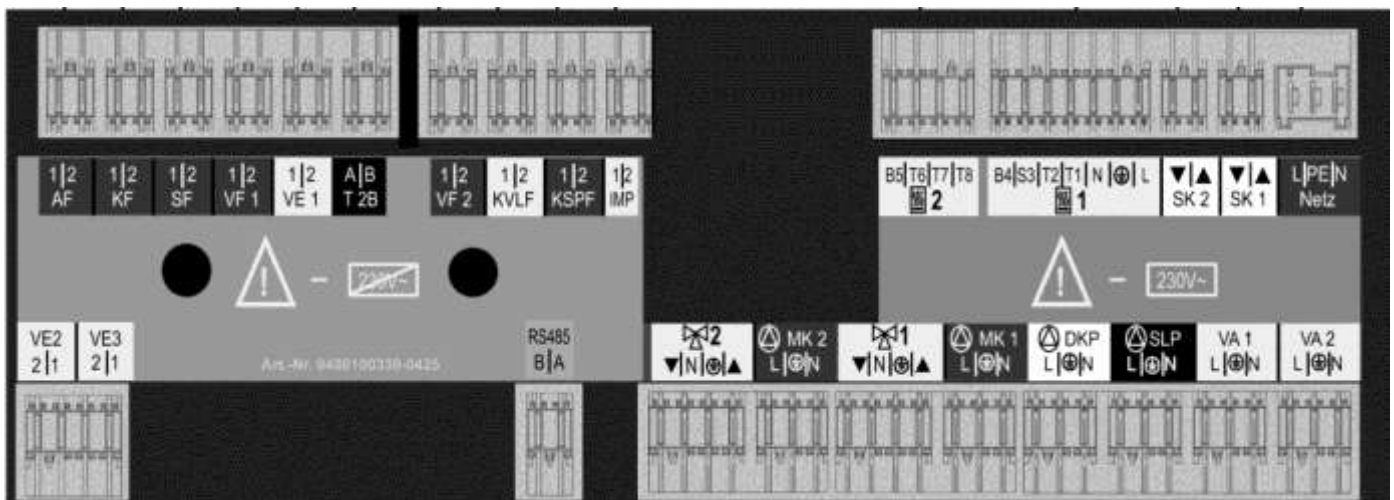 1|2 1|2 1|2 1|2 1|2 A|B 1|2 1|2 1|2 1|2 B5|T6|T7|T8 B4|S3|T2|T1|N| |L ▼|▲ ▼|▲ L|PE|N
AF KF SF VF 1 VE 1 T 2B VF 2 KVLF KSPF IMP 2 1 SK 2 SK 1 Netz
! - 230V~ ! - 230V~
VE2 VE3 RS485 2 MK 2 1 MK 1 DKP SLP VA 1 VA 2
2|1 2|1 B|A ▼|N| |▲ L| |N ▼|N| |▲ L| |N L| |N L| |N L| |N L| |N
Art.-Nr.